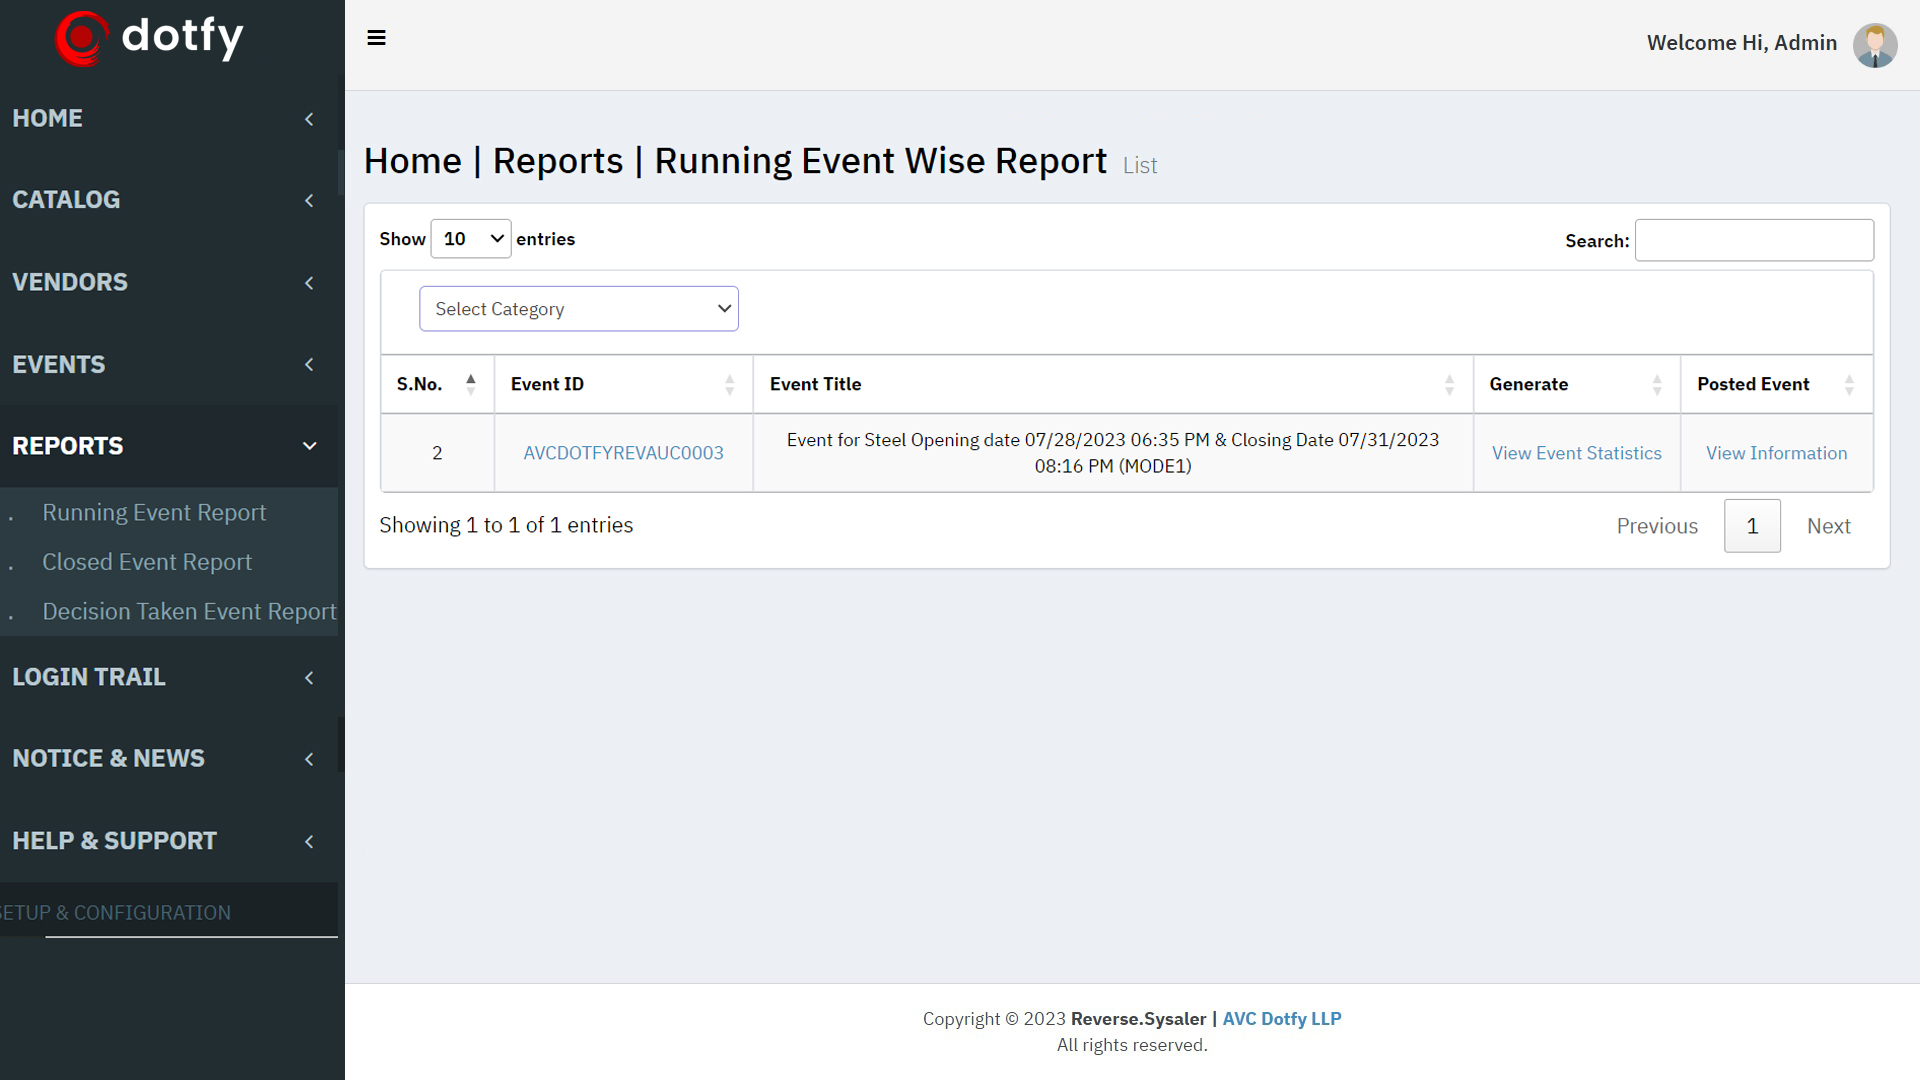 dotfy
Welcome Hi, Admin
HOME
CATALOG
VENDORS
EVENTS
REPORTS
. Running Event Report
. Closed Event Report
. Decision Taken Event Report
LOGIN TRAIL
NOTICE & NEWS
HELP & SUPPORT
SETUP & CONFIGURATION
Home | Reports | Running Event Wise Report List
Show 10 entries
Search:
Select Category
S.No. Event ID Event Title Generate Posted Event
2 AVCDOTFYREVAUC0003 Event for Steel Opening date 07/28/2023 06:35 PM & Closing Date 07/31/2023 View Event Statistics View Information
08:16 PM (MODE1)
Showing 1 to 1 of 1 entries
Previous 1 Next
Copyright © 2023 Reverse.Sysaler | AVC Dotfy LLP
All rights reserved.